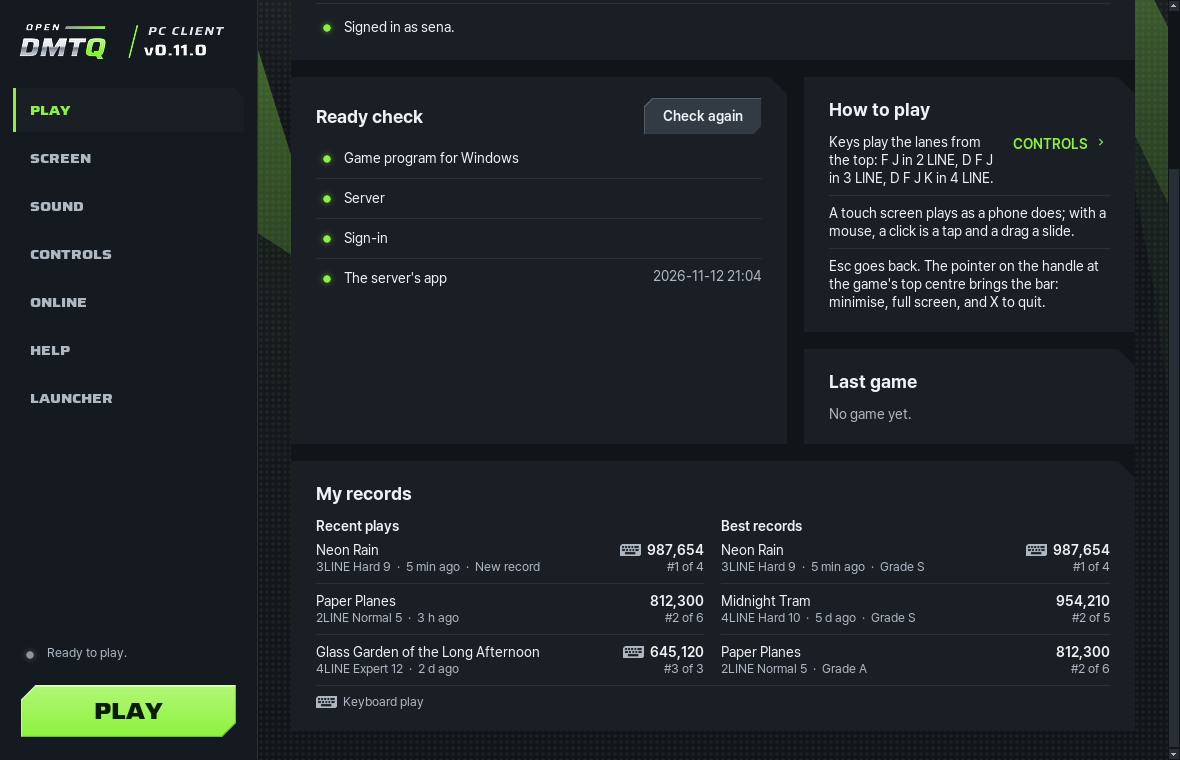 OPEN
DMTQ
PC CLIENT
v0.11.0
PLAY
SCREEN
SOUND
CONTROLS
ONLINE
HELP
LAUNCHER
Ready to play.
PLAY
Signed in as sena.
Ready check
Check again
Game program for Windows
Server
Sign-in
The server's app
2026-11-12 21:04
How to play
Keys play the lanes from
the top: F J in 2 LINE, D F J
in 3 LINE, D F J K in 4 LINE.
CONTROLS
A touch screen plays as a phone does; with a
mouse, a click is a tap and a drag a slide.
Esc goes back. The pointer on the handle at
the game's top centre brings the bar:
minimise, full screen, and X to quit.
Last game
No game yet.
My records
Recent plays
Neon Rain 987,654
3LINE Hard 9 · 5 min ago · New record #1 of 4
Paper Planes 812,300
2LINE Normal 5 · 3 h ago #2 of 6
Glass Garden of the Long Afternoon 645,120
4LINE Expert 12 · 2 d ago #3 of 3
Keyboard play
Best records
Neon Rain 987,654
3LINE Hard 9 · 5 min ago · Grade S #1 of 4
Midnight Tram 954,210
4LINE Hard 10 · 5 d ago · Grade S #2 of 5
Paper Planes 812,300
2LINE Normal 5 · Grade A #2 of 6